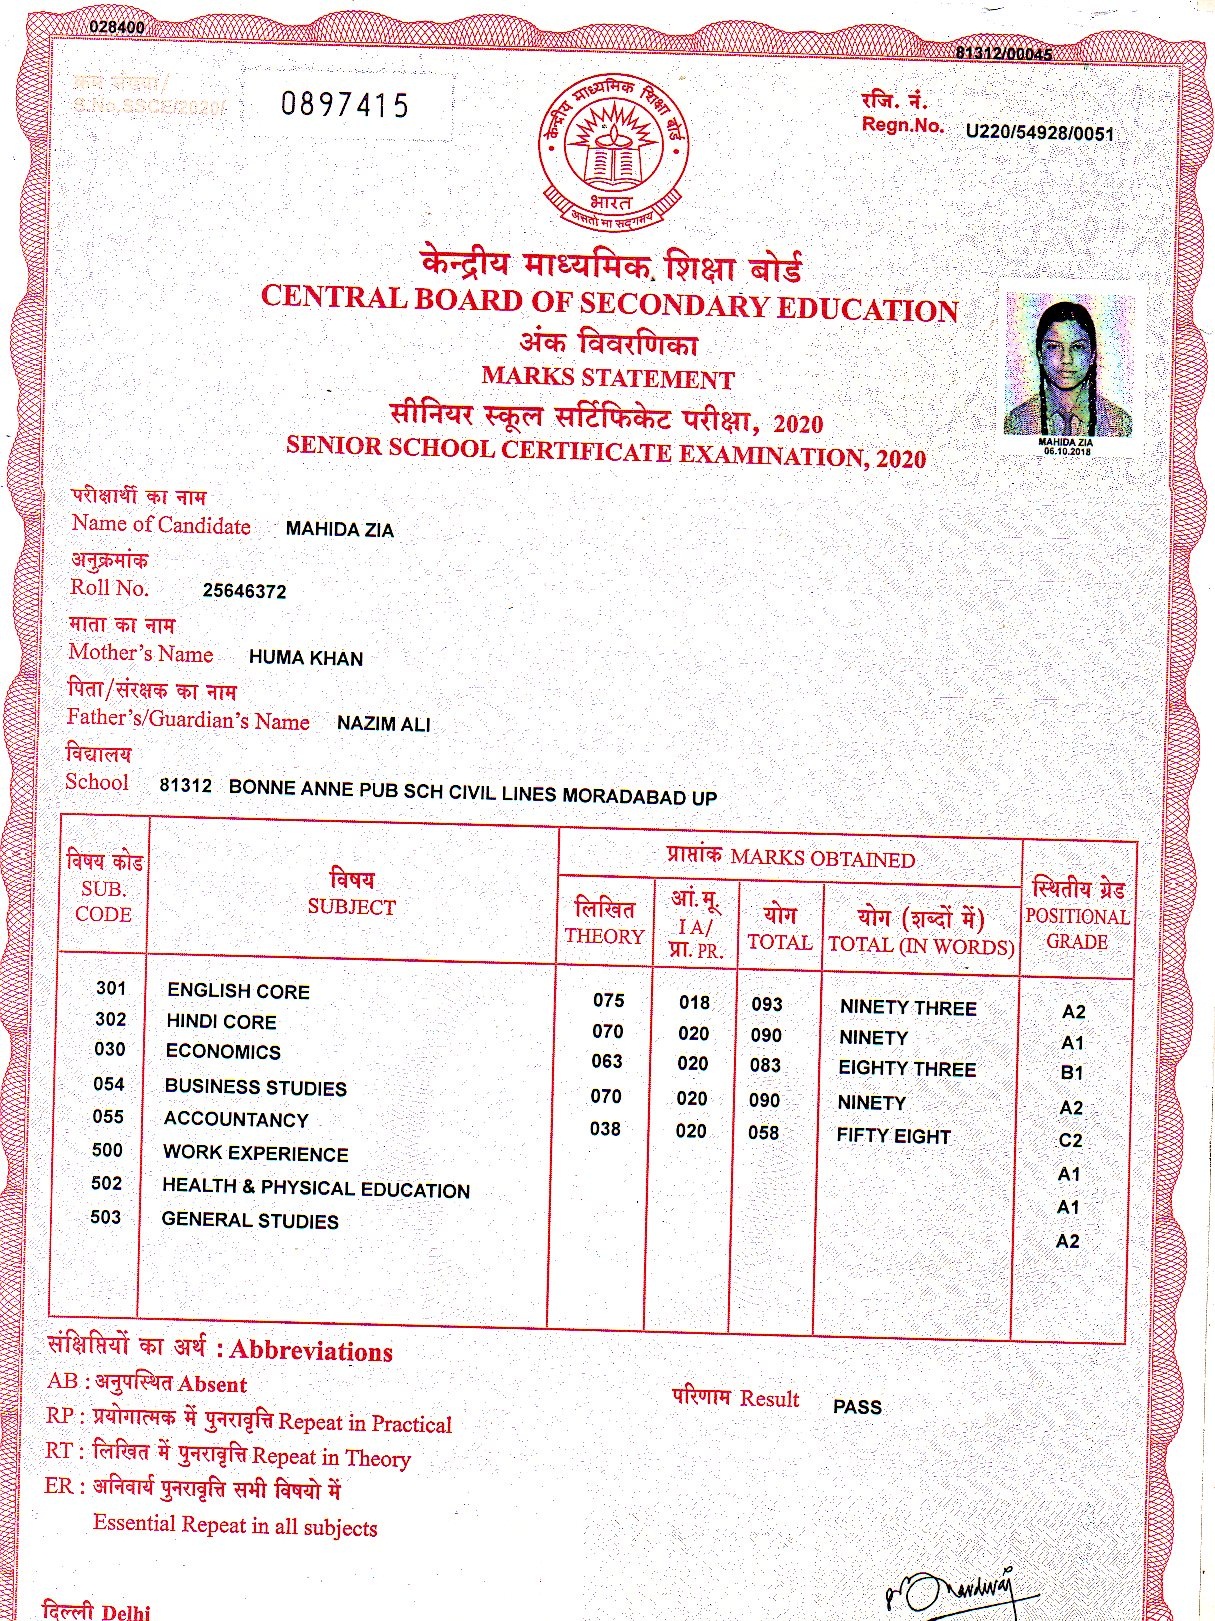 028400
81312/00045
क्रम संख्या/
S.No.SSCE/2020/
0897415
रजि. नं.
Regn.No. U220/54928/0051
केन्द्रीय माध्यमिक शिक्षा बोर्ड
भारत
असतो मा सद्गमय
केन्द्रीय माध्यमिक शिक्षा बोर्ड
CENTRAL BOARD OF SECONDARY EDUCATION
अंक विवरणिका
MARKS STATEMENT
सीनियर स्कूल सर्टिफिकेट परीक्षा, 2020
SENIOR SCHOOL CERTIFICATE EXAMINATION, 2020
MAHIDA ZIA
06.10.2018
परीक्षार्थी का नाम
Name of Candidate MAHIDA ZIA
अनुक्रमांक
Roll No. 25646372
माता का नाम
Mother's Name HUMA KHAN
पिता/संरक्षक का नाम
Father's/Guardian's Name NAZIM ALI
विद्यालय
School 81312 BONNE ANNE PUB SCH CIVIL LINES MORADABAD UP
विषय कोड
SUB.
CODE
विषय
SUBJECT
प्राप्तांक MARKS OBTAINED
लिखित
THEORY
आं.मू.
I A/
प्रा. PR.
योग
TOTAL
योग (शब्दों में)
TOTAL (IN WORDS)
स्थितीय ग्रेड
POSITIONAL
GRADE
301 ENGLISH CORE 075 018 093 NINETY THREE A2
302 HINDI CORE 070 020 090 NINETY A1
030 ECONOMICS 063 020 083 EIGHTY THREE B1
054 BUSINESS STUDIES 070 020 090 NINETY A2
055 ACCOUNTANCY 038 020 058 FIFTY EIGHT C2
500 WORK EXPERIENCE A1
502 HEALTH & PHYSICAL EDUCATION A1
503 GENERAL STUDIES A2
संक्षिप्तियों का अर्थ : Abbreviations
AB : अनुपस्थित Absent
परिणाम Result PASS
RP : प्रयोगात्मक में पुनरावृत्ति Repeat in Practical
RT : लिखित में पुनरावृत्ति Repeat in Theory
ER : अनिवार्य पुनरावृत्ति सभी विषयो में
Essential Repeat in all subjects
दिल्ली Delhi